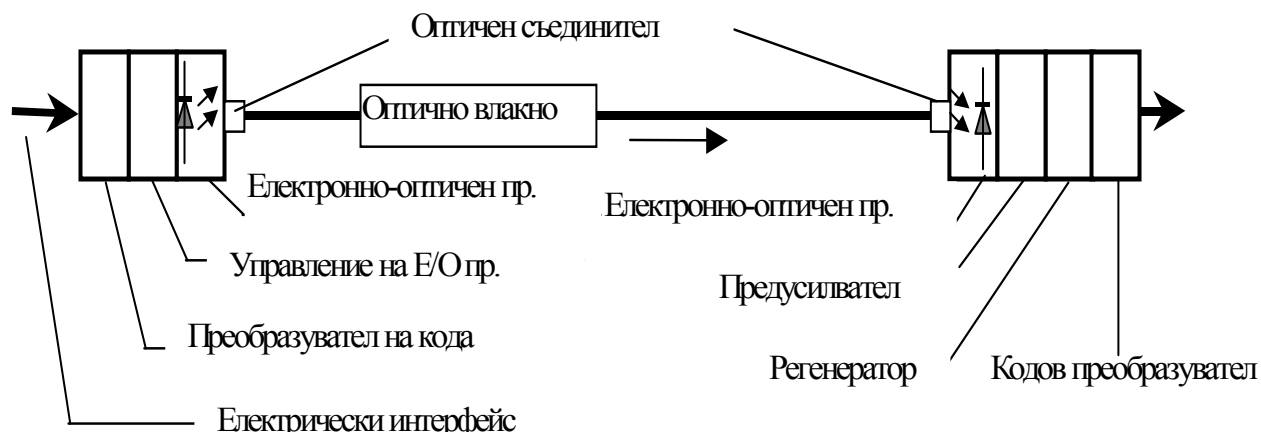 Оптичен съединител
Оптично влакно
Електронно-оптичен пр.
Електронно-оптичен пр.
Управление на Е/О пр.
Предусилвател
Преобразувател на кода
Регенератор
Кодов преобразувател
Електрически интерфейс